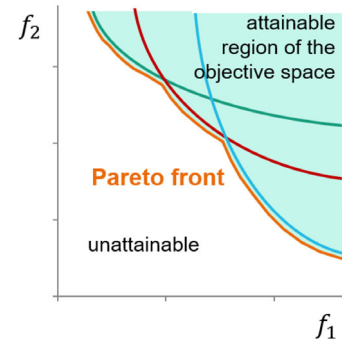 f₂
attainable
region of the
objective space
Pareto front
unattainable
f₁